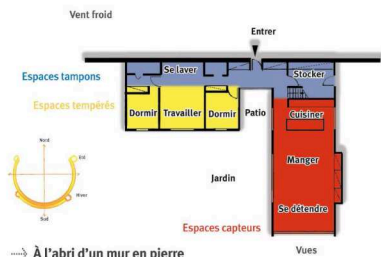 Vent froid
Entrer
Se laver
Stocker
Espaces tampons
Espaces tempérés
Dormir
Travailler
Dormir
Patio
Cuisiner
Nord
Eté
Manger
Jardin
Hiver
Sud
Se détendre
Espaces capteurs
À l'abri d'un mur en pierre
Vues